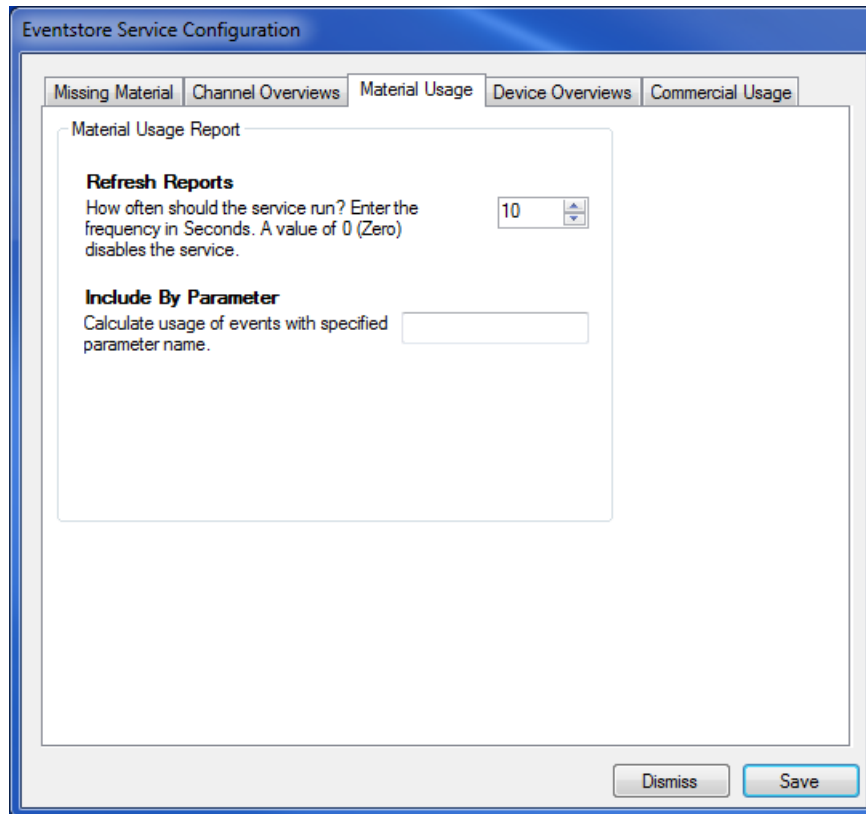 Eventstore Service Configuration
Missing Material Channel Overviews Material Usage Device Overviews Commercial Usage
Material Usage Report
Refresh Reports
How often should the service run? Enter the
frequency in Seconds. A value of 0 (Zero)
disables the service.
10
Include By Parameter
Calculate usage of events with specified
parameter name.
Dismiss Save